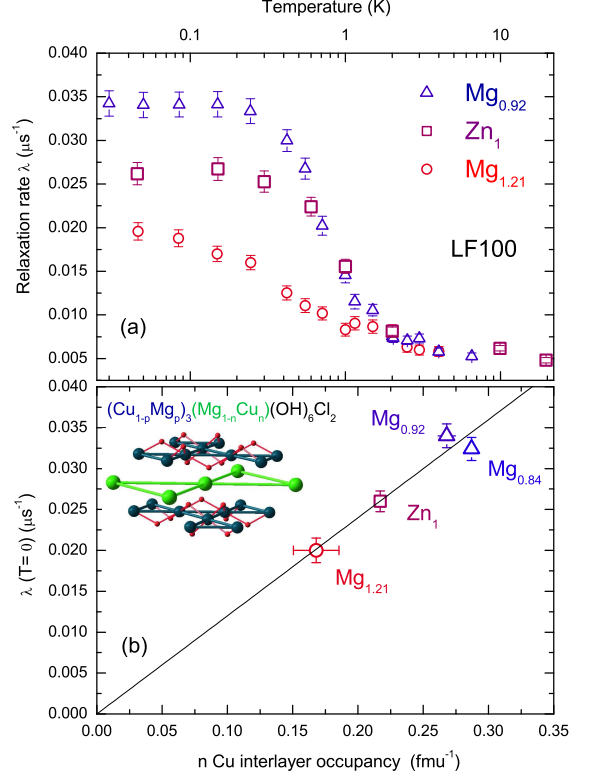 Temperature (K)
0.1 1 10
0.040
0.035
0.030
0.025
0.020
0.015
0.010
0.005
Relaxation rate λ (μs⁻¹)
Mg₀.₉₂
Zn₁
Mg₁.₂₁
LF100
(a)
0.040
0.035
0.030
0.025
0.020
0.015
0.010
0.005
0.000
λ (T= 0) (μs⁻¹)
(Cu₁₋ₚMgₚ)₃(Mg₁₋ₙCuₙ)(OH)₆Cl₂
Mg₀.₉₂
Mg₀.₈₄
Zn₁
Mg₁.₂₁
(b)
0.00 0.05 0.10 0.15 0.20 0.25 0.30 0.35
n Cu interlayer occupancy (fmu⁻¹)